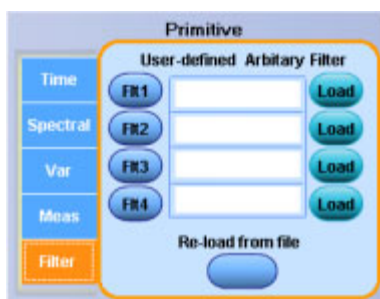 Primitive
User-defined Arbitary Filter
Time
Flt1
Load
Spectral
Flt2
Load
Var
Flt3
Load
Meas
Flt4
Load
Filter
Re-load from file